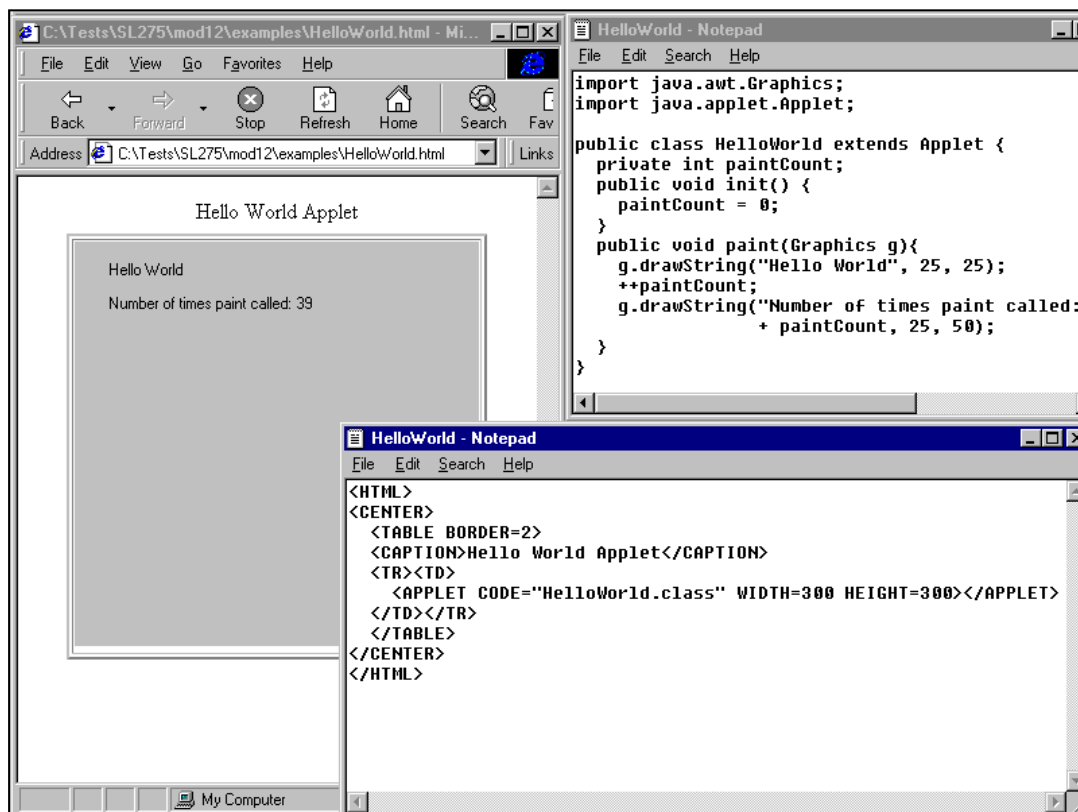 C:\Tests\SL275\mod12\examples\HelloWorld.html - Mi...
File Edit View Go Favorites Help
Back Forward Stop Refresh Home Search Fav
Address C:\Tests\SL275\mod12\examples\HelloWorld.html Links
Hello World Applet
Hello World
Number of times paint called: 39
My Computer
HelloWorld - Notepad
File Edit Search Help
import java.awt.Graphics;
import java.applet.Applet;
public class HelloWorld extends Applet {
private int paintCount;
public void init() {
paintCount = 0;
}
public void paint(Graphics g){
g.drawString("Hello World", 25, 25);
++paintCount;
g.drawString("Number of times paint called:
+ paintCount, 25, 50);
}
}
HelloWorld - Notepad
File Edit Search Help
<HTML>
<CENTER>
<TABLE BORDER=2>
<CAPTION>Hello World Applet</CAPTION>
<TR><TD>
<APPLET CODE="HelloWorld.class" WIDTH=300 HEIGHT=300></APPLET>
</TD></TR>
</TABLE>
</CENTER>
</HTML>